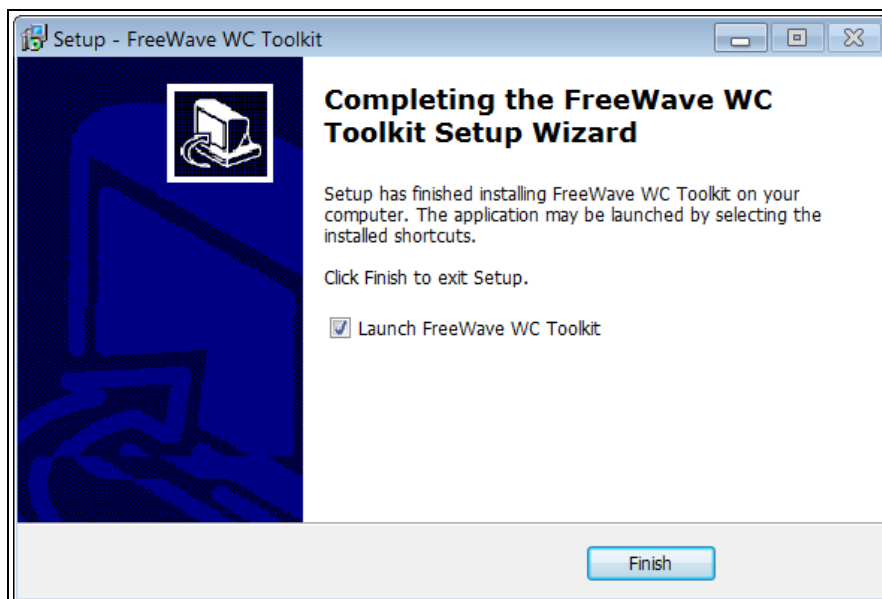 Setup - FreeWave WC Toolkit
Completing the FreeWave WC
Toolkit Setup Wizard
Setup has finished installing FreeWave WC Toolkit on your
computer. The application may be launched by selecting the
installed shortcuts.
Click Finish to exit Setup.
Launch FreeWave WC Toolkit
Finish